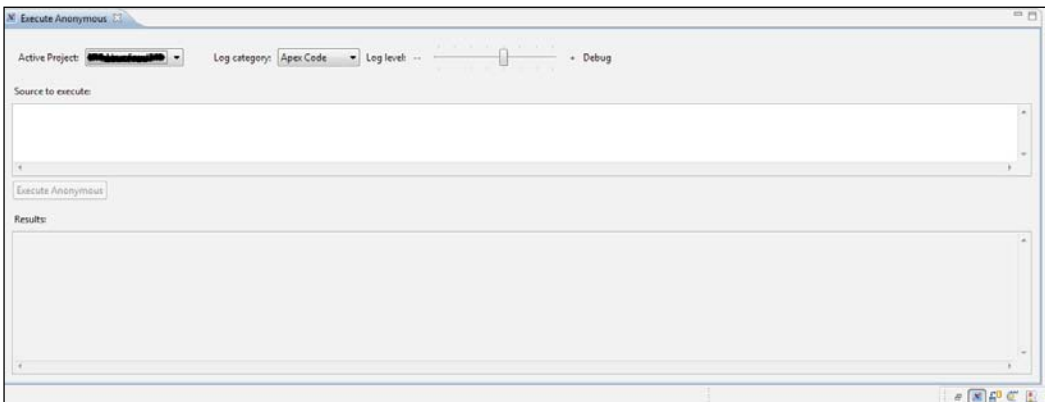 Execute Anonymous
Active Project: Log category: Apex Code Log level: -- + Debug
Source to execute:
Execute Anonymous
Results: